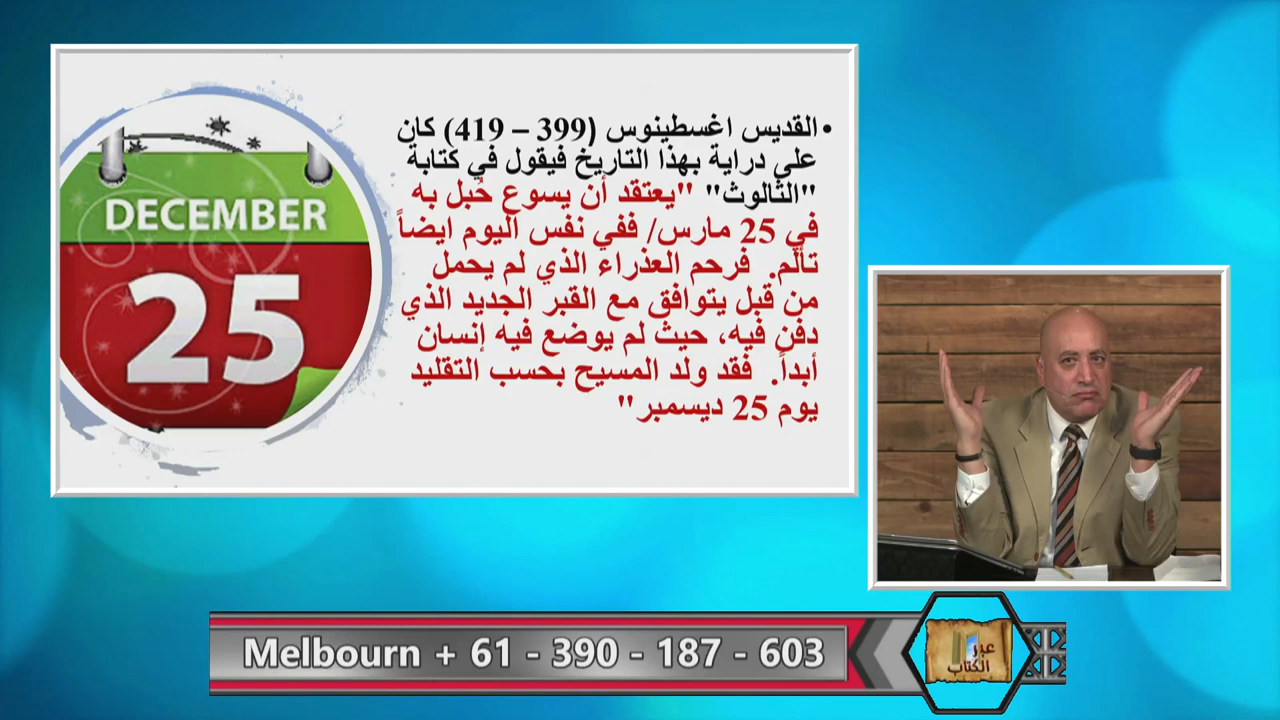 • القديس اغسطينوس (399 – 419) كان
على دراية بهذا التاريخ فيقول في كتابة
"الثالوث" "يعتقد أن يسوع حُبل به
في 25 مارس/ ففي نفس اليوم ايضاً
تألم. فرحم العذراء الذي لم يحمل
من قبل يتوافق مع القبر الجديد الذي
دفن فيه، حيث لم يوضع فيه إنسان
أبداً. فقد ولد المسيح بحسب التقليد
يوم 25 ديسمبر"
DECEMBER
25
Melbourn + 61 - 390 - 187 - 603
عبر
الكتاب